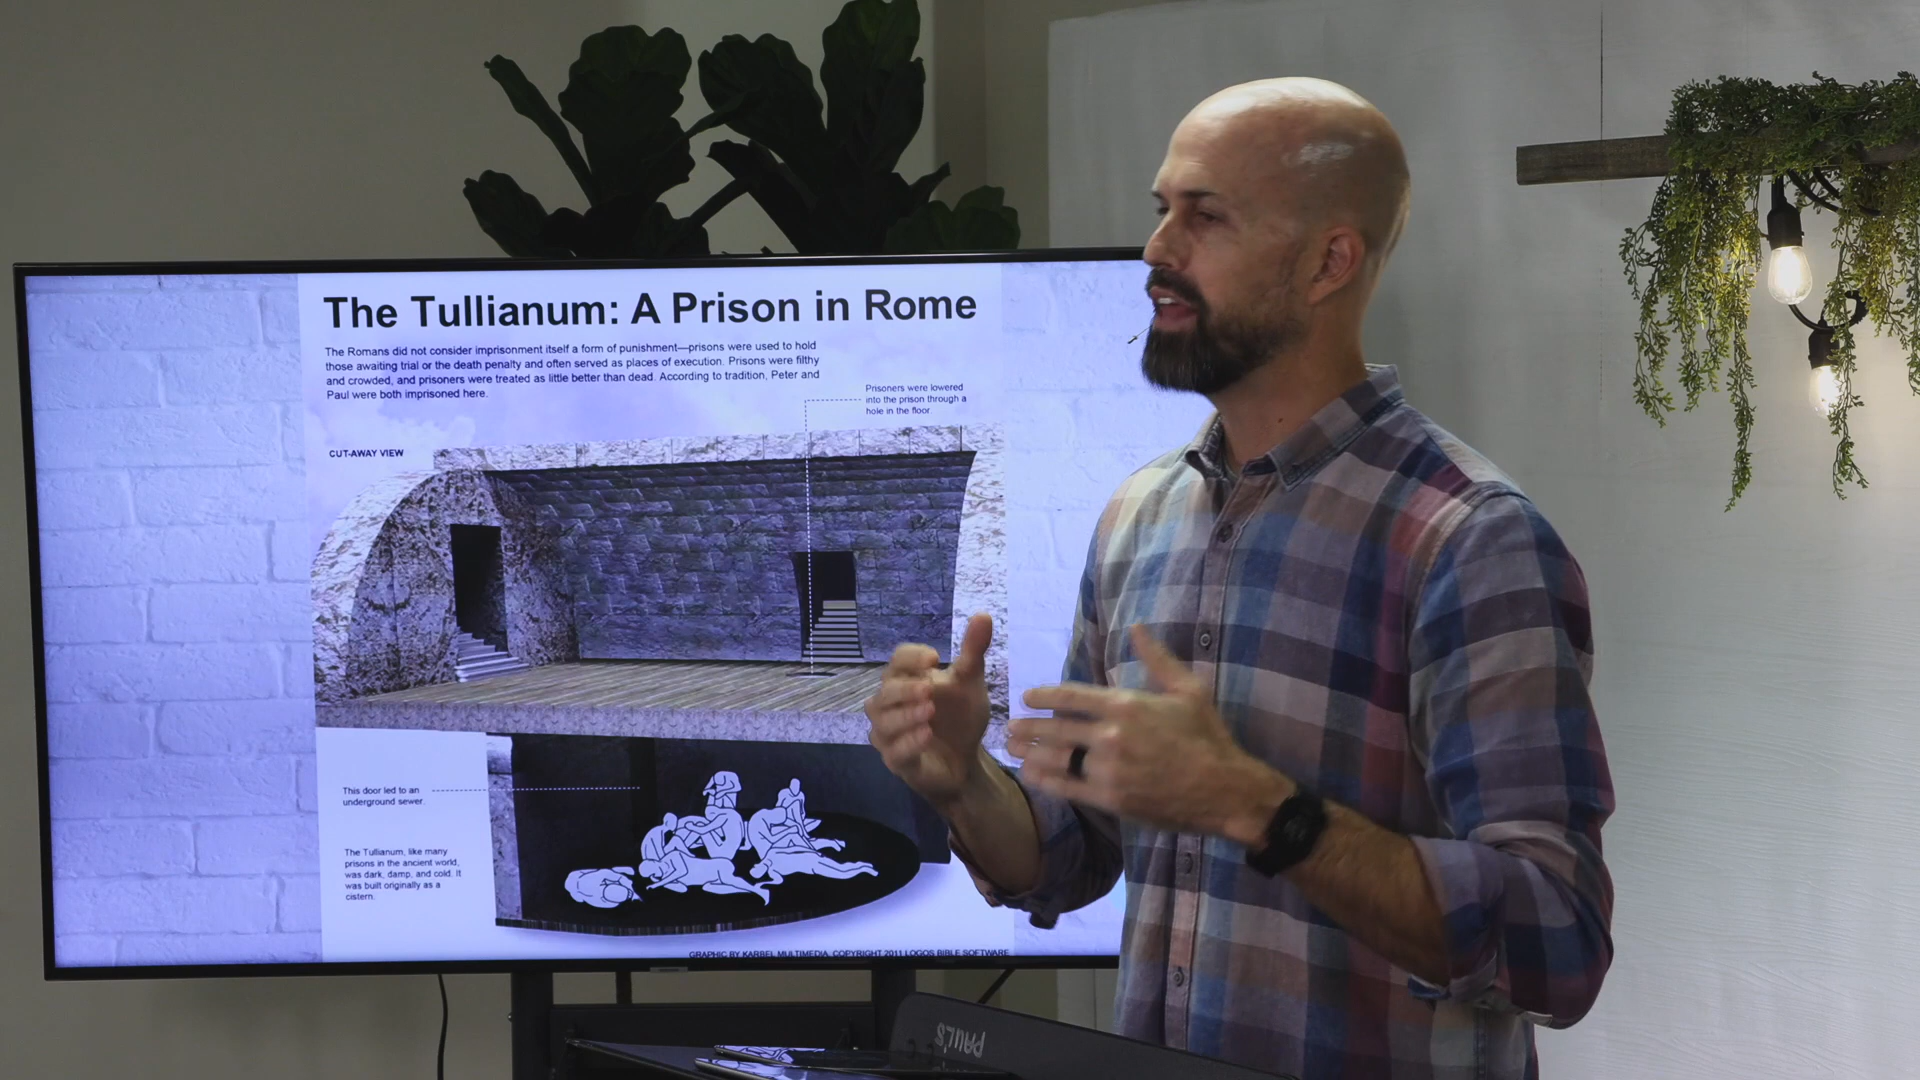 The Tullianum: A Prison in Rome
The Romans did not consider imprisonment itself a form of punishment—prisons were used to hold
those awaiting trial or the death penalty and often served as places of execution. Prisons were filthy
and crowded, and prisoners were treated as little better than dead. According to tradition, Peter and
Paul were both imprisoned here.
Prisoners were lowered
into the prison through a
hole in the floor.
CUT-AWAY VIEW
This door led to an
underground sewer.
The Tullianum, like many
prisons in the ancient world,
was dark, damp, and cold. It
was built originally as a
cistern.
GRAPHIC BY KARBEL MULTIMEDIA, COPYRIGHT 2011 LOGOS BIBLE SOFTWARE
PAUL'S